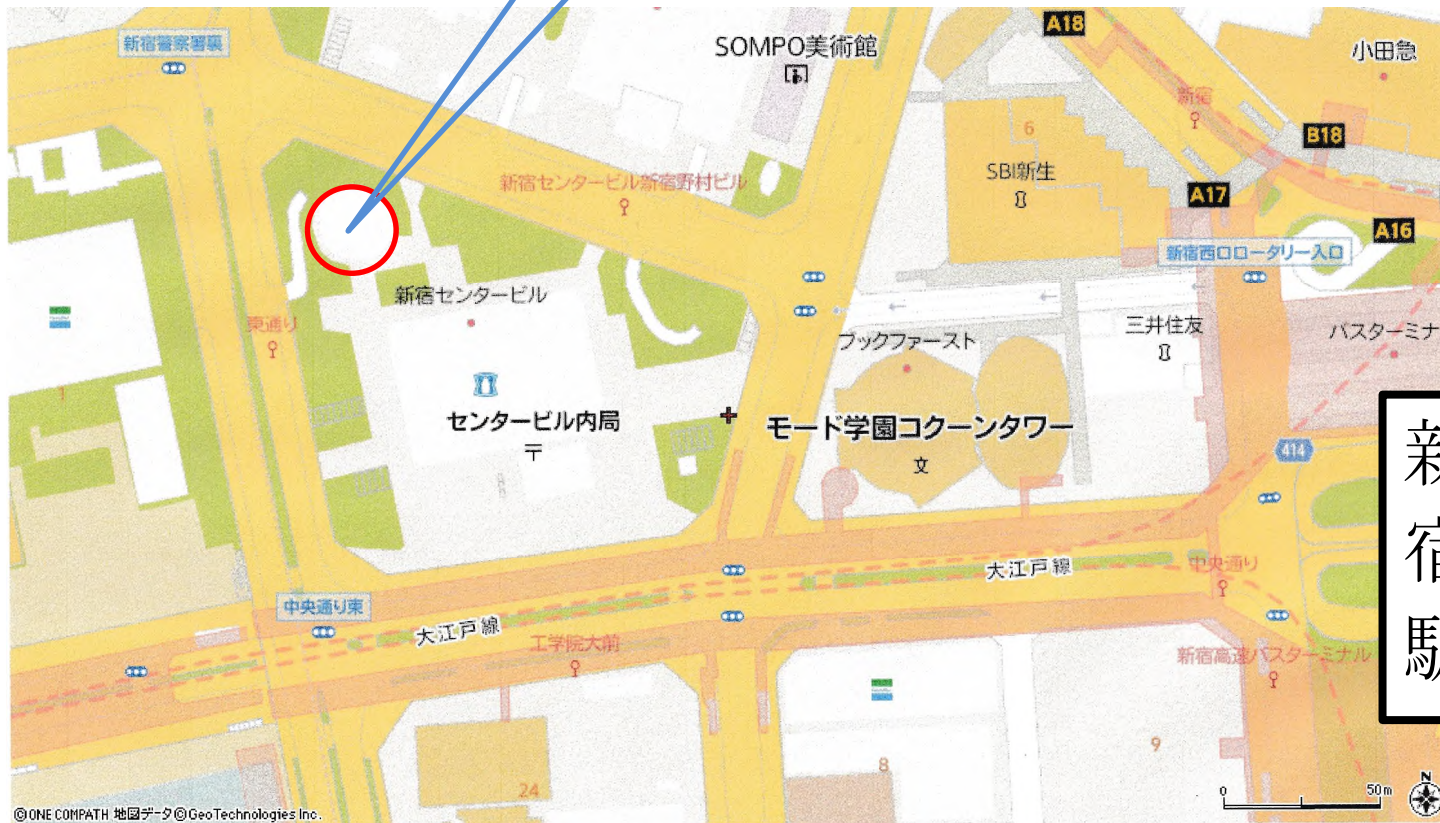 A18
新宿警察署裏
SOMPO美術館
小田急
新宿
6
B18
SBI新生
新宿センタービル新宿野村ビル
A17
A16
新宿西口ロータリー入口
新宿センタービル
東通り
三井住友
バスターミナ
ブックファースト
1
センタービル内局
モード学園コクーンタワー
文
414
新宿駅
大江戸線
中央通り
中央通り東
大江戸線
工学院大前
新宿高速バスターミナル
9
8
24
0
50m
N
©ONE COMPATH 地図データ©GeoTechnologies Inc.